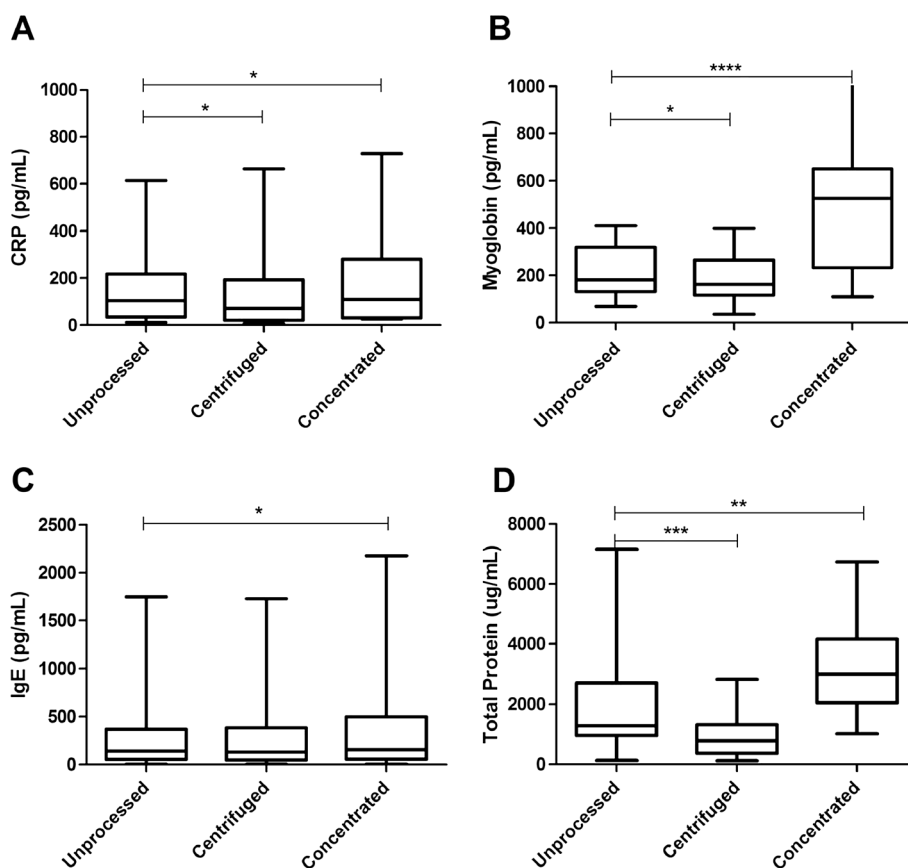 A
*
*
1000
800
600
400
200
0
CRP (pg/mL)
Unprocessed
Centrifuged
Concentrated
B
****
*
1000
800
600
400
200
0
Myoglobin (pg/mL)
Unprocessed
Centrifuged
Concentrated
C
*
2500
2000
1500
1000
500
0
IgE (pg/mL)
Unprocessed
Centrifuged
Concentrated
D
**
***
8000
6000
4000
2000
0
Total Protein (ug/mL)
Unprocessed
Centrifuged
Concentrated